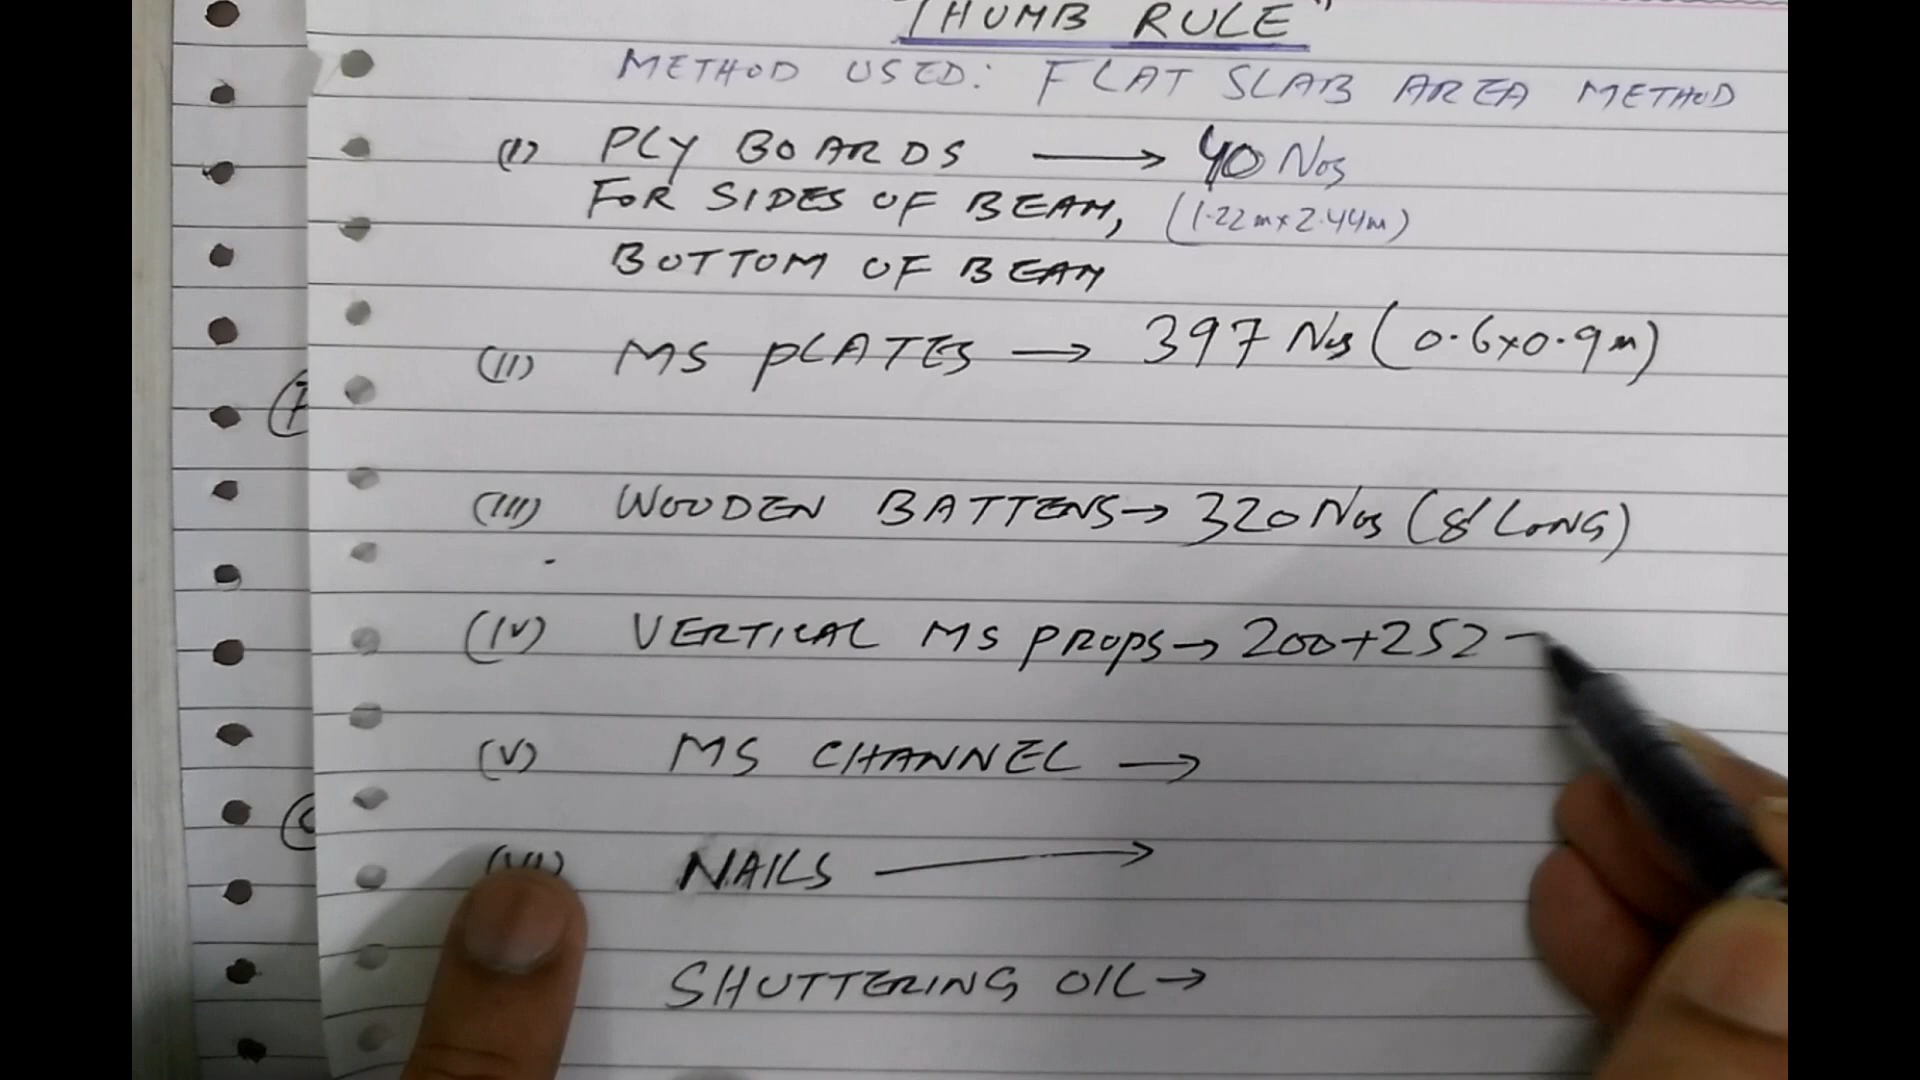 "THUMB RULE"
METHOD USED: FLAT SLAB AREA METHOD
(I) PLY BOARDS → 40 Nos
FOR SIDES OF BEAM, (1.22m x 2.44m)
BOTTOM OF BEAM
(II) MS PLATES → 397 Nos (0.6x0.9m)
(III) WOODEN BATTENS → 320 Nos (8' LONG)
(IV) VERTICAL MS PROPS → 200+252
(V) MS CHANNEL →
(VI) NAILS →
SHUTTERING OIL →